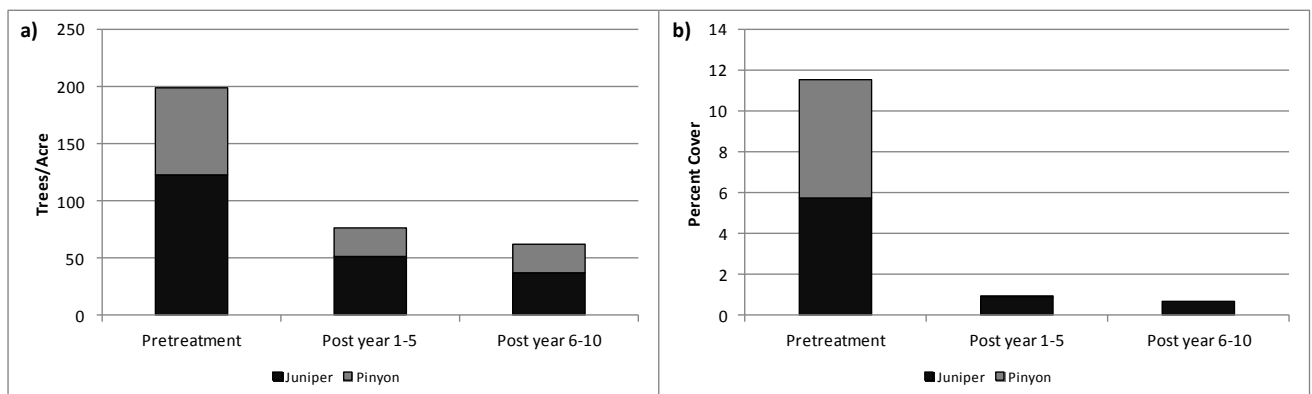 a)
250
200
150
100
50
0
Trees/Acre
Pretreatment
Post year 1-5
Post year 6-10
Juniper
Pinyon
b)
14
12
10
8
6
4
2
0
Percent Cover
Pretreatment
Post year 1-5
Post year 6-10
Juniper
Pinyon